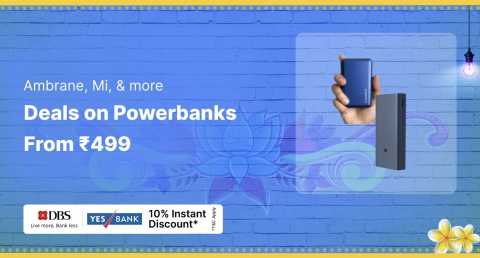 Ambrane, Mi, & more
Deals on Powerbanks
From ₹499
DBS
Live more, Bank less
YES BANK
10% Instant
Discount*
*T&C Apply